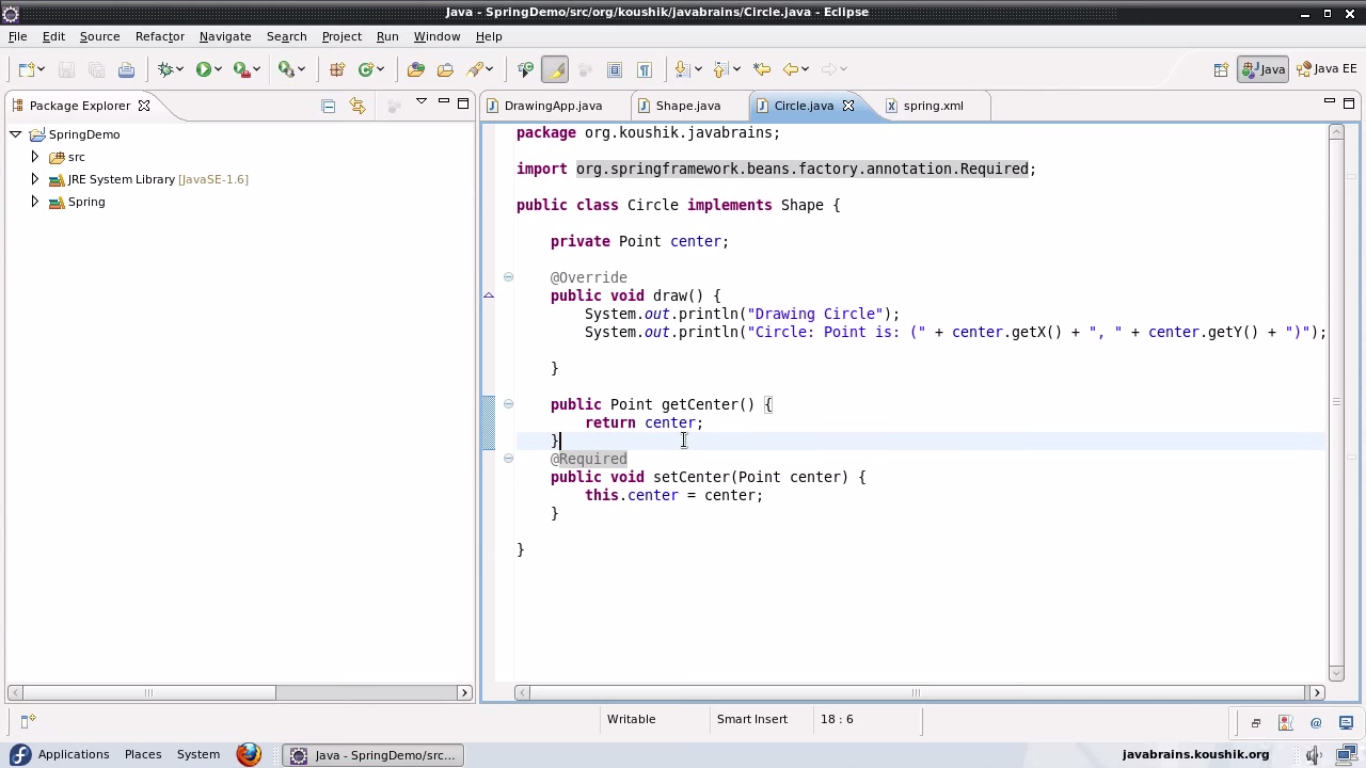 Java - SpringDemo/src/org/koushik/javabrains/Circle.java - Eclipse
File Edit Source Refactor Navigate Search Project Run Window Help
Java Java EE
Package Explorer
SpringDemo
src
JRE System Library [JavaSE-1.6]
Spring
DrawingApp.java Shape.java Circle.java spring.xml
package org.koushik.javabrains;
import org.springframework.beans.factory.annotation.Required;
public class Circle implements Shape {
private Point center;
@Override
public void draw() {
System.out.println("Drawing Circle");
System.out.println("Circle: Point is: (" + center.getX() + ", " + center.getY() + ")");
}
public Point getCenter() {
return center;
}
@Required
public void setCenter(Point center) {
this.center = center;
}
}
Writable Smart Insert 18 : 6
Applications Places System Java - SpringDemo/src... javabrains.koushik.org